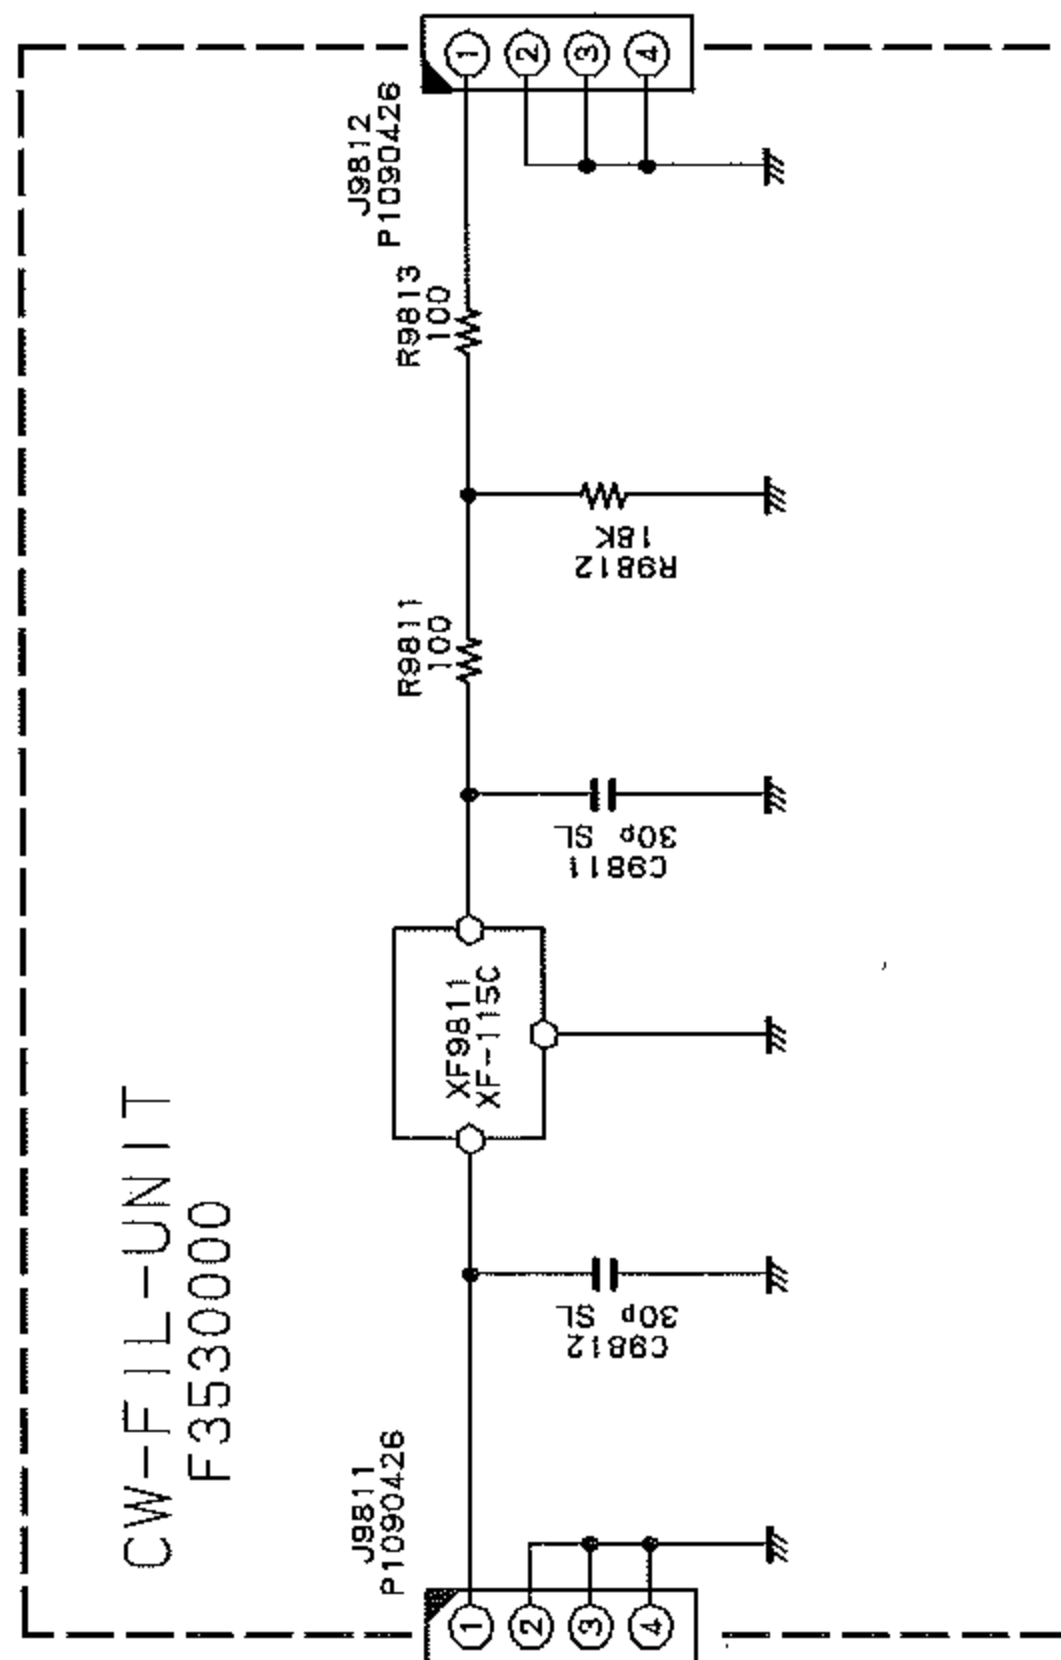 CW-FIL-UNIT
F3530000
J9811
P1090426
1
2
3
4
C9812
30p SL
XF9811
XF-115C
C9811
30p SL
R9811
100
R9812
18K
R9813
100
J9812
P1090426
1
2
3
4